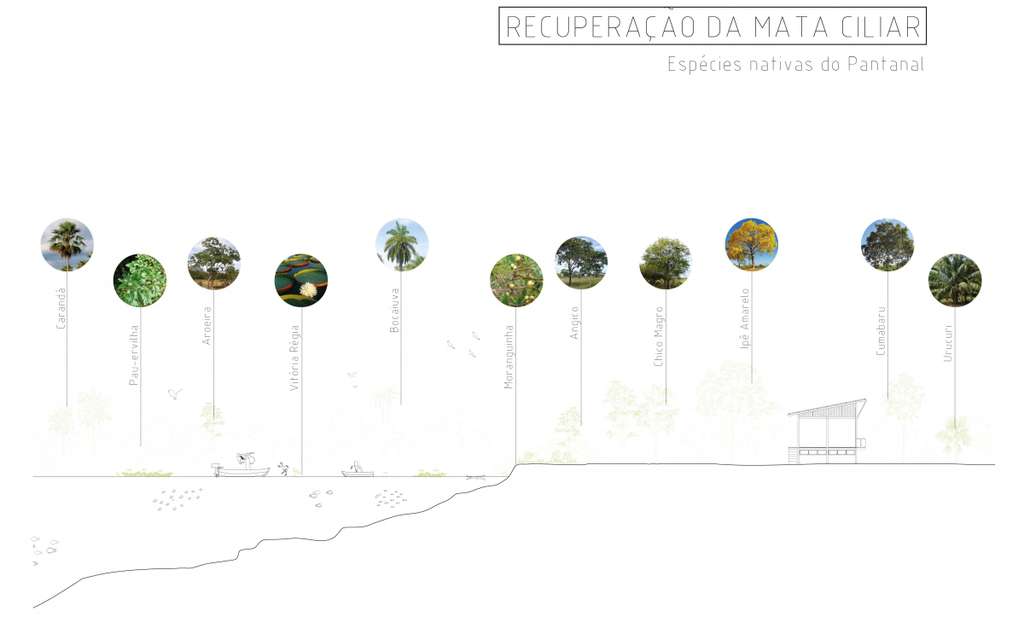 RECUPERAÇÃO DA MATA CILIAR
Espécies nativas do Pantanal
Carandá
Pau-ervilha
Aroeira
Vitória Régia
Bocaiuva
Moranguinha
Angico
Chico Magro
Ipê Amarelo
Cumabaru
Urucuri